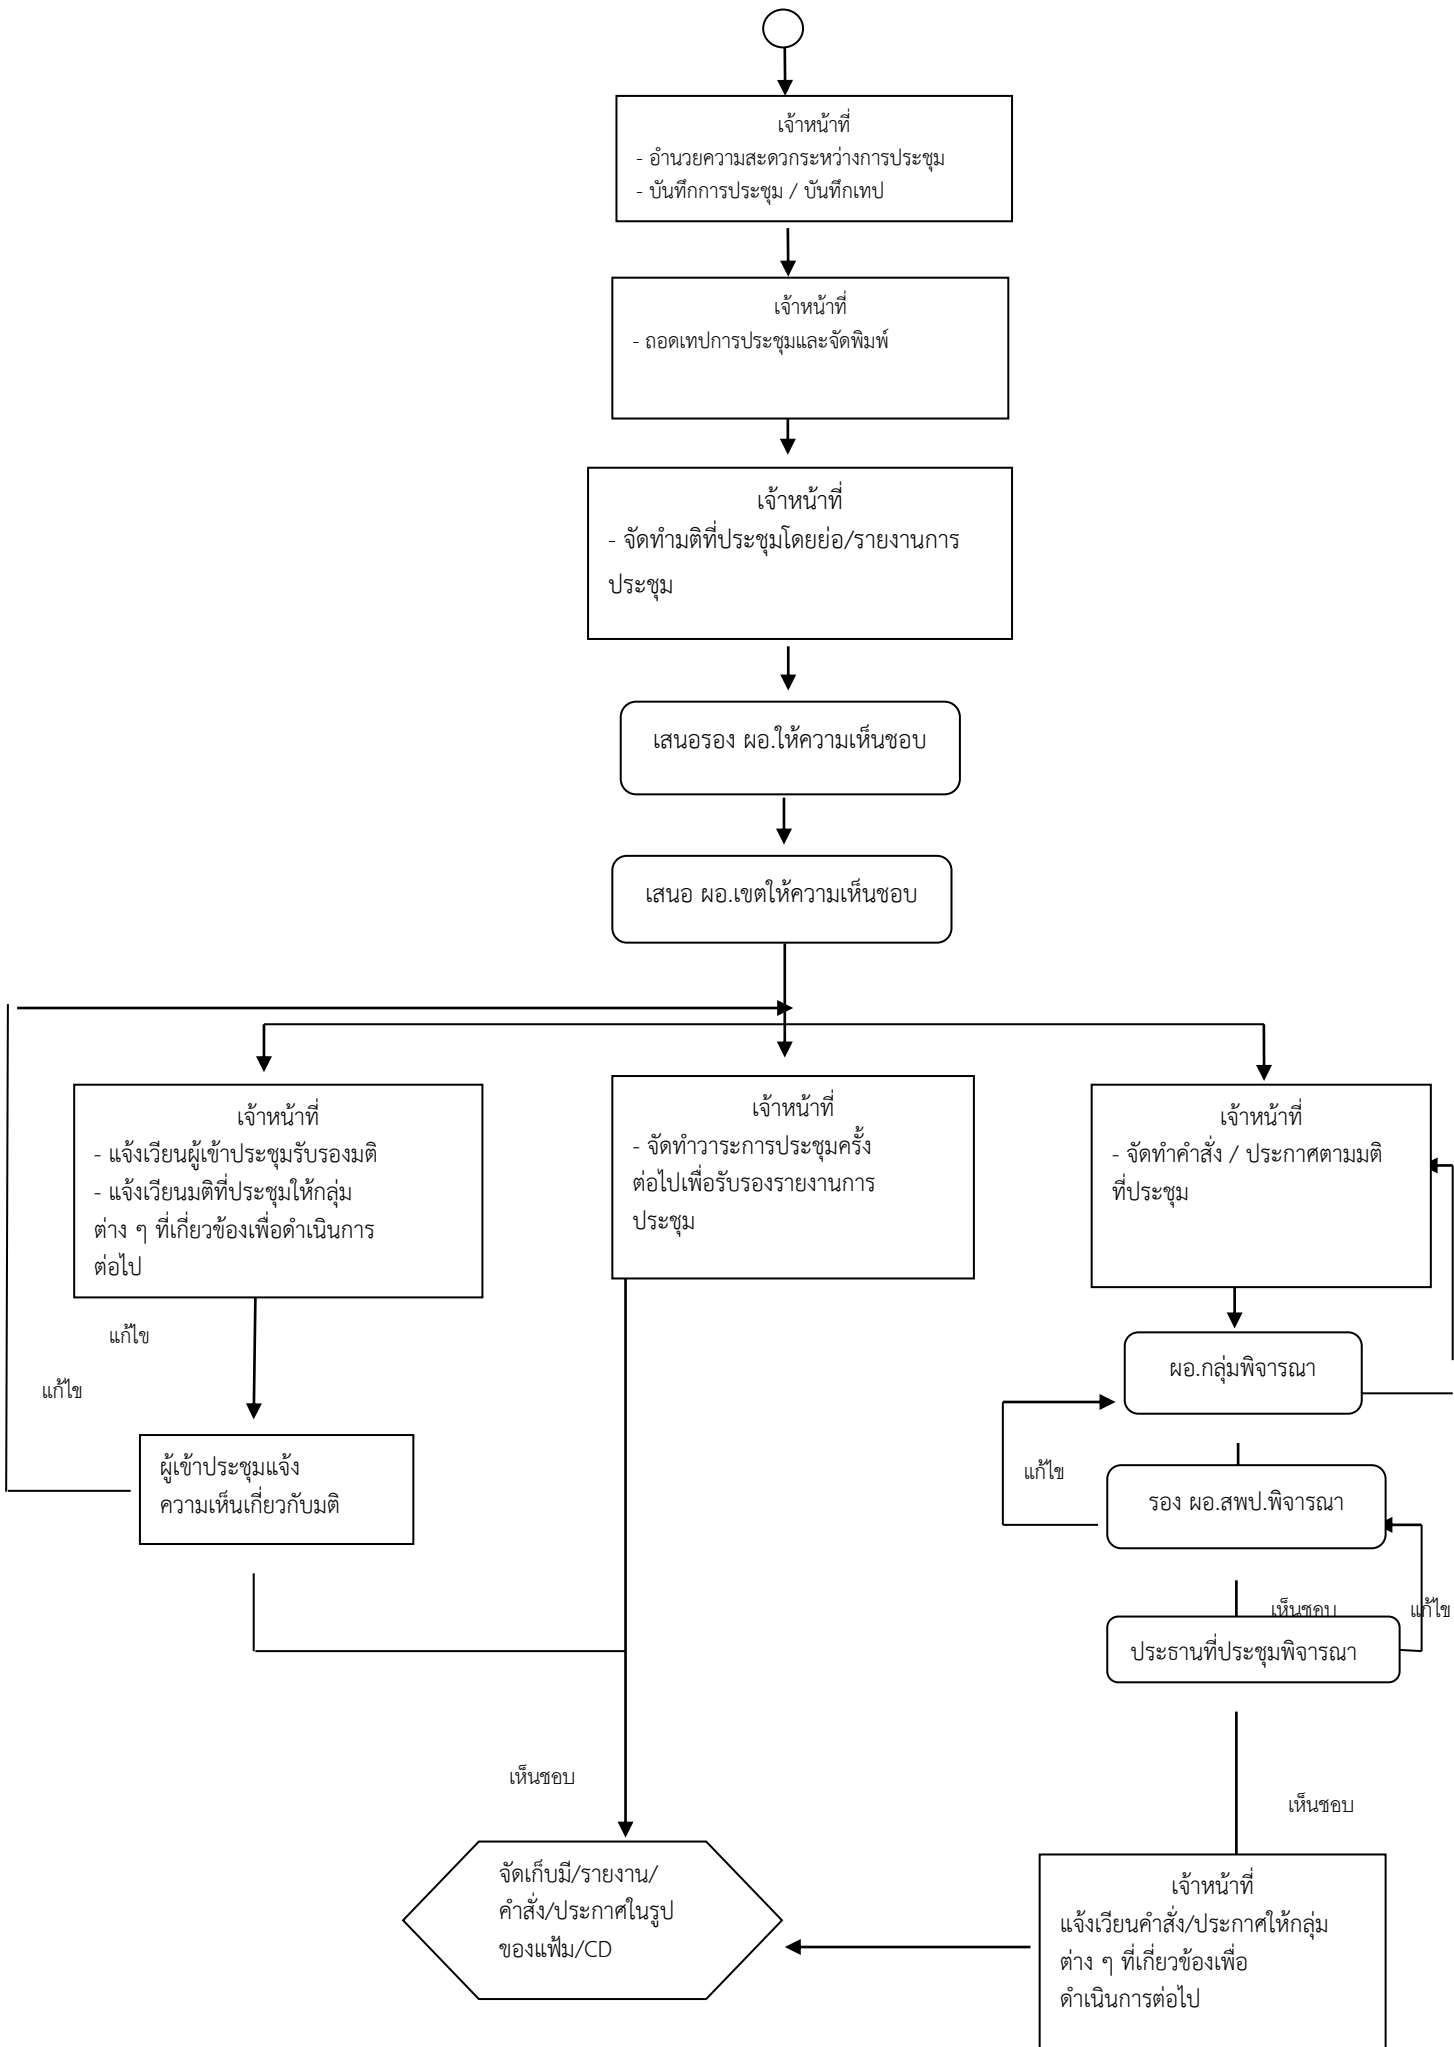 เจ้าหน้าที่
- อำนวยความสะดวกระหว่างการประชุม
- บันทึกการประชุม / บันทึกเทป
เจ้าหน้าที่
- ถอดเทปการประชุมและจัดพิมพ์
เจ้าหน้าที่
- จัดทำมติที่ประชุมโดยย่อ/รายงานการ
ประชุม
เสนอรอง ผอ.ให้ความเห็นชอบ
เสนอ ผอ.เขตให้ความเห็นชอบ
เจ้าหน้าที่
- แจ้งเวียนผู้เข้าประชุมรับรองมติ
- แจ้งเวียนมติที่ประชุมให้กลุ่ม
ต่าง ๆ ที่เกี่ยวข้องเพื่อดำเนินการ
ต่อไป
เจ้าหน้าที่
- จัดทำวาระการประชุมครั้ง
ต่อไปเพื่อรับรองรายงานการ
ประชุม
เจ้าหน้าที่
- จัดทำคำสั่ง / ประกาศตามมติ
ที่ประชุม
แก้ไข
แก้ไข
ผู้เข้าประชุมแจ้ง
ความเห็นเกี่ยวกับมติ
ผอ.กลุ่มพิจารณา
แก้ไข
รอง ผอ.สพป.พิจารณา
เห็นชอบ
แก้ไข
ประธานที่ประชุมพิจารณา
เห็นชอบ
เห็นชอบ
จัดเก็บมี/รายงาน/
คำสั่ง/ประกาศในรูป
ของแฟ้ม/CD
เจ้าหน้าที่
แจ้งเวียนคำสั่ง/ประกาศให้กลุ่ม
ต่าง ๆ ที่เกี่ยวข้องเพื่อ
ดำเนินการต่อไป